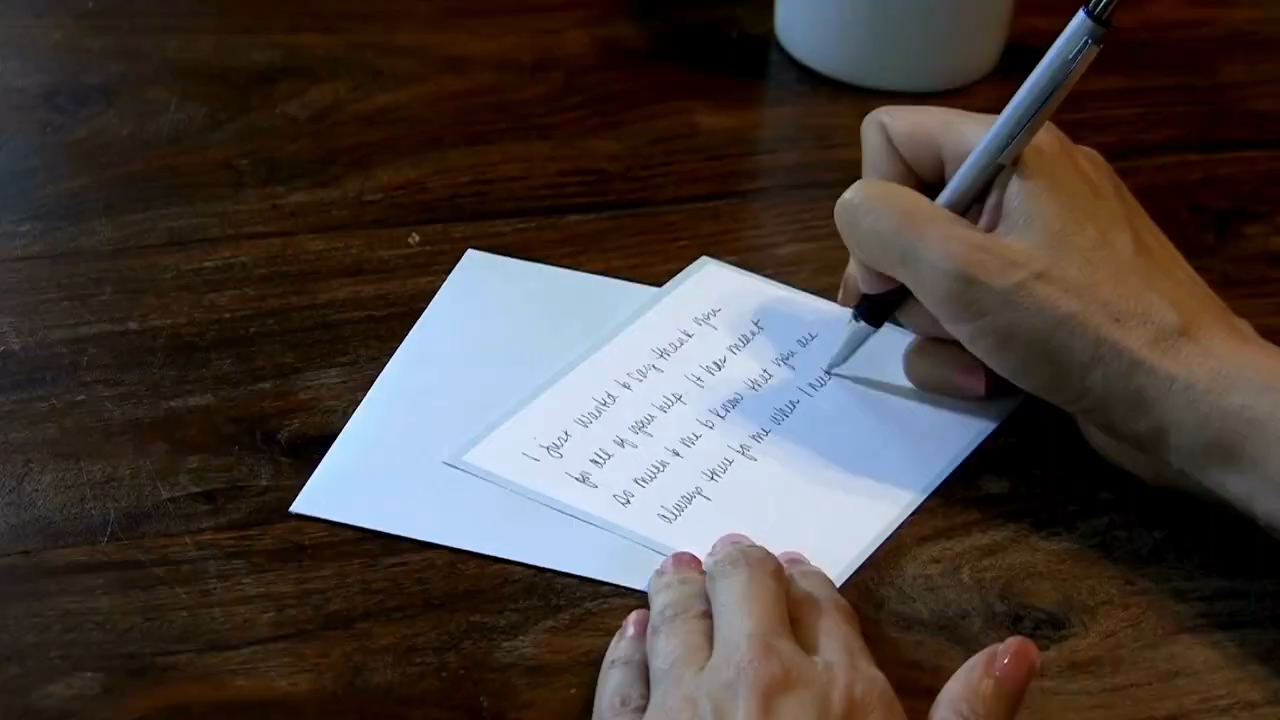 I just wanted to say thank you
for all of your help. It has meant
so much to me to know that you are
always there for me when I need